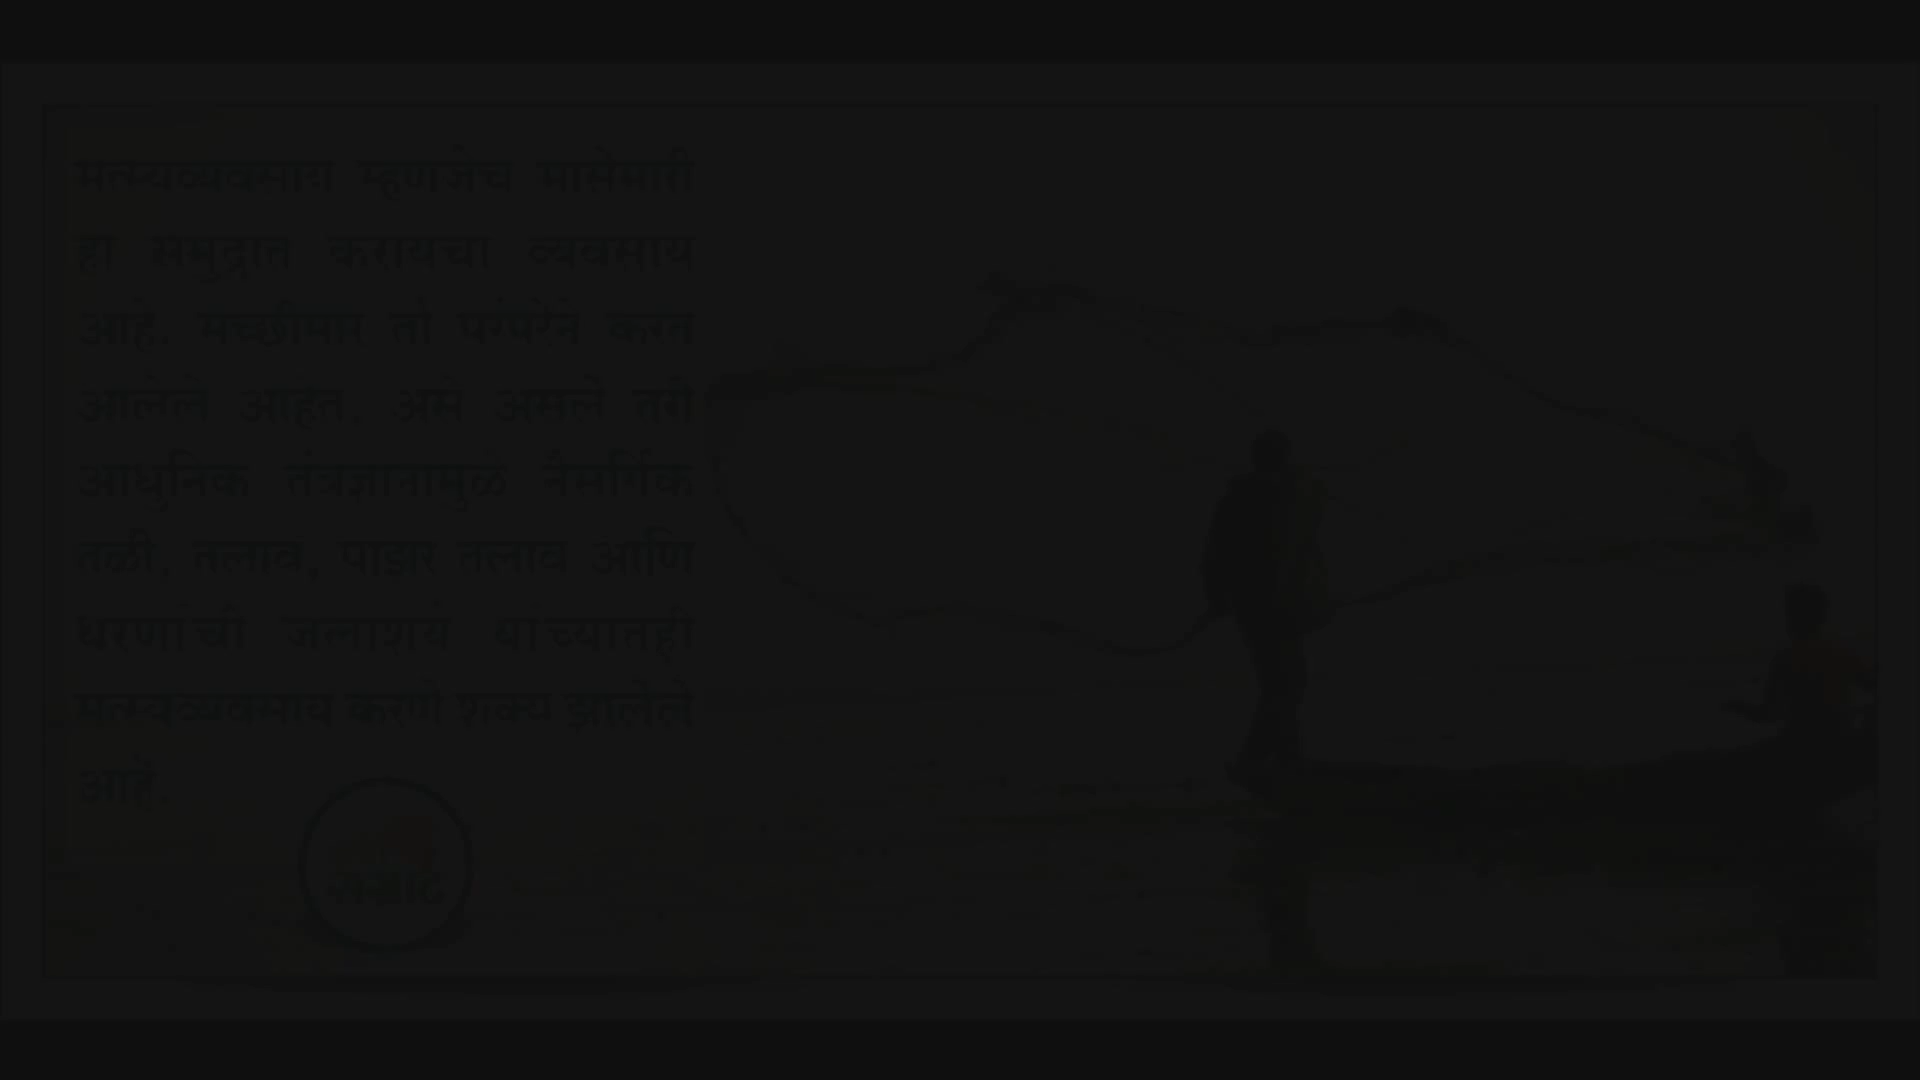 मत्स्यव्यवसाय म्हणजेच मासेमारी
हा समुद्रात करायचा व्यवसाय
आहे. मच्छीमार तो परंपरेने करत
आलेले आहेत. असे असले तरी
आधुनिक तंत्रज्ञानामुळे नैसर्गिक
तळी, तलाव, पाझर तलाव आणि
धरणांची जलाशये यांच्यातही
मत्स्यव्यवसाय करणे शक्य झालेले
आहे.
सम्राट